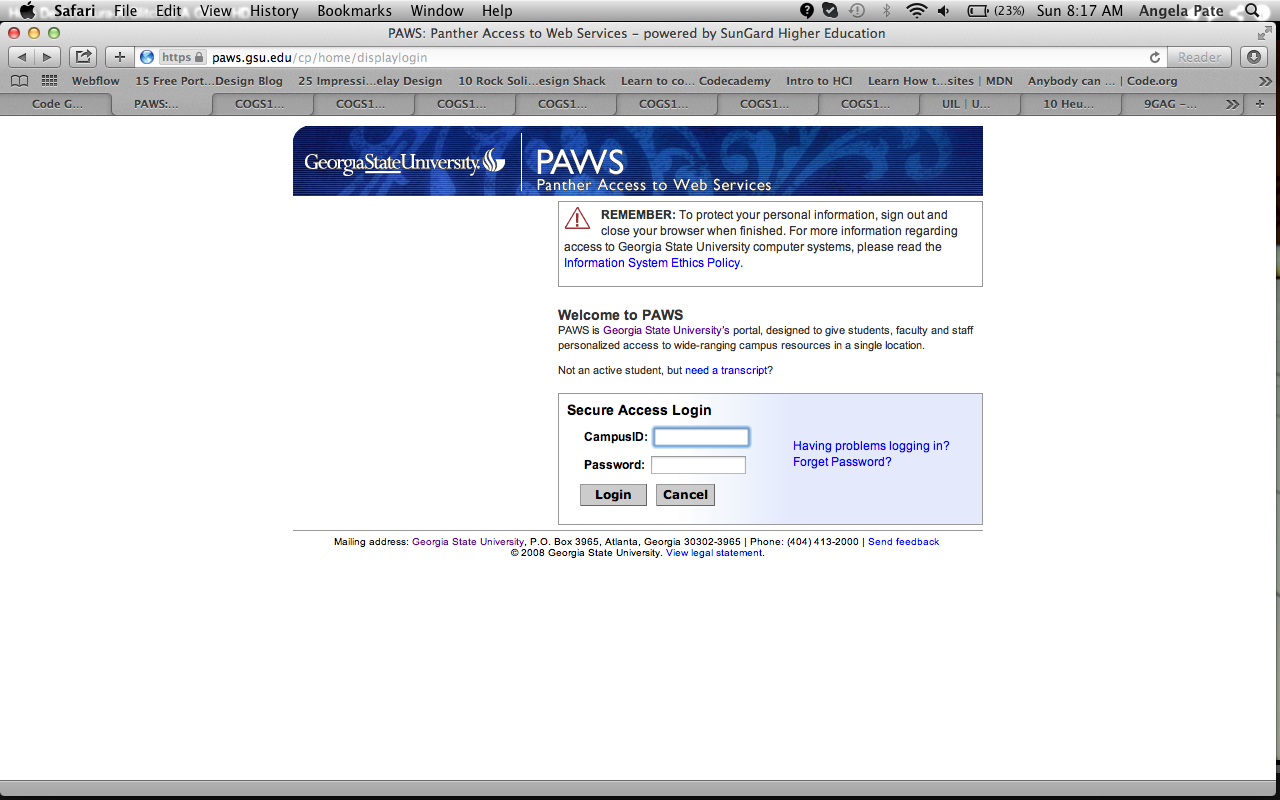 Safari File Edit View History Bookmarks Window Help (23%) Sun 8:17 AM Angela Pate
PAWS: Panther Access to Web Services – powered by SunGard Higher Education
https paws.gsu.edu/cp/home/displaylogin Reader
Webflow 15 Free Port...Design Blog 25 Impressi...elay Design 10 Rock Soli...esign Shack Learn to co... Codecademy Intro to HCI Learn How t...sites | MDN Anybody can ... | Code.org
Code G... PAWS:... COGS1... COGS1... COGS1... COGS1... COGS1... COGS1... COGS1... UIL | U... 10 Heu... 9GAG –...
GeorgiaStateUniversity. PAWS
Panther Access to Web Services
REMEMBER: To protect your personal information, sign out and
close your browser when finished. For more information regarding
access to Georgia State University computer systems, please read the
Information System Ethics Policy.
Welcome to PAWS
PAWS is Georgia State University's portal, designed to give students, faculty and staff
personalized access to wide-ranging campus resources in a single location.
Not an active student, but need a transcript?
Secure Access Login
CampusID:
Having problems logging in?
Password:
Forget Password?
Login Cancel
Mailing address: Georgia State University, P.O. Box 3965, Atlanta, Georgia 30302-3965 | Phone: (404) 413-2000 | Send feedback
© 2008 Georgia State University. View legal statement.